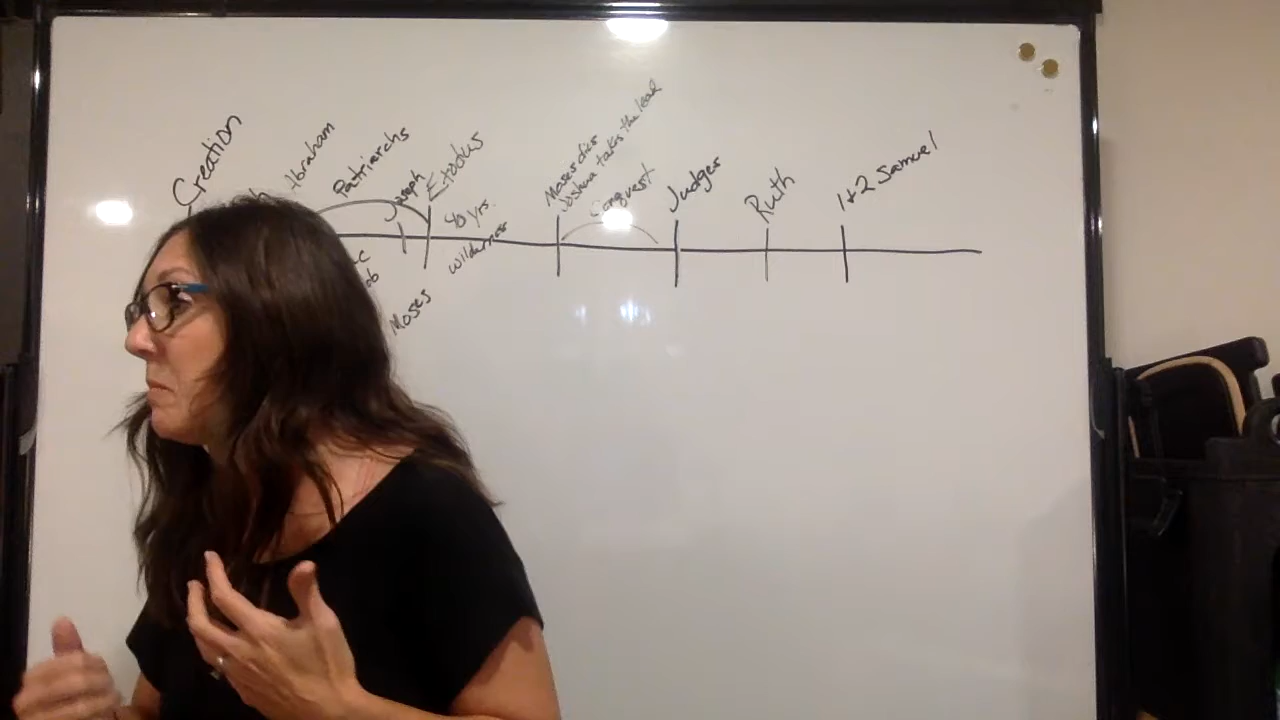 Creation
Abraham
Patriarchs
Joseph
Exodus
40 yrs.
Wilderness
Moses
Moses dies
Joshua takes the lead
Conquest
Judges
Ruth
1+2 Samuel